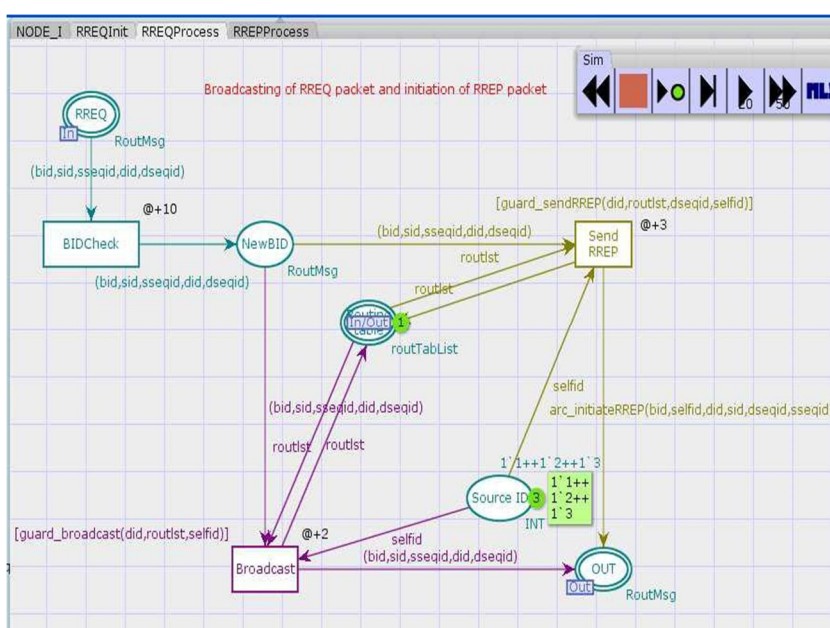 NODE_I RREQInit RREQProcess RREPProcess
Sim
Broadcasting of RREQ packet and initiation of RREP packet
RREQ
In
RoutMsg
(bid,sid,sseqid,did,dseqid)
@+10
[guard_sendRREP(did,routlst,dseqid,selfid)]
@+3
BIDCheck
NewBID
(bid,sid,sseqid,did,dseqid)
Send
RREP
routlst
RoutMsg
(bid,sid,sseqid,did,dseqid)
routlst
In/Out
table
1
routTabList
selfid
(bid,sid,sseqid,did,dseqid)
arc_initiateRREP(bid,selfid,did,sid,dseqid,sseqid
routlst
routlst
1`1++1`2++1`3
Source ID
3
1`1++
1`2++
1`3
INT
[guard_broadcast(did,routlst,selfid)]
@+2
selfid
(bid,sid,sseqid,did,dseqid)
Broadcast
OUT
Out
RoutMsg